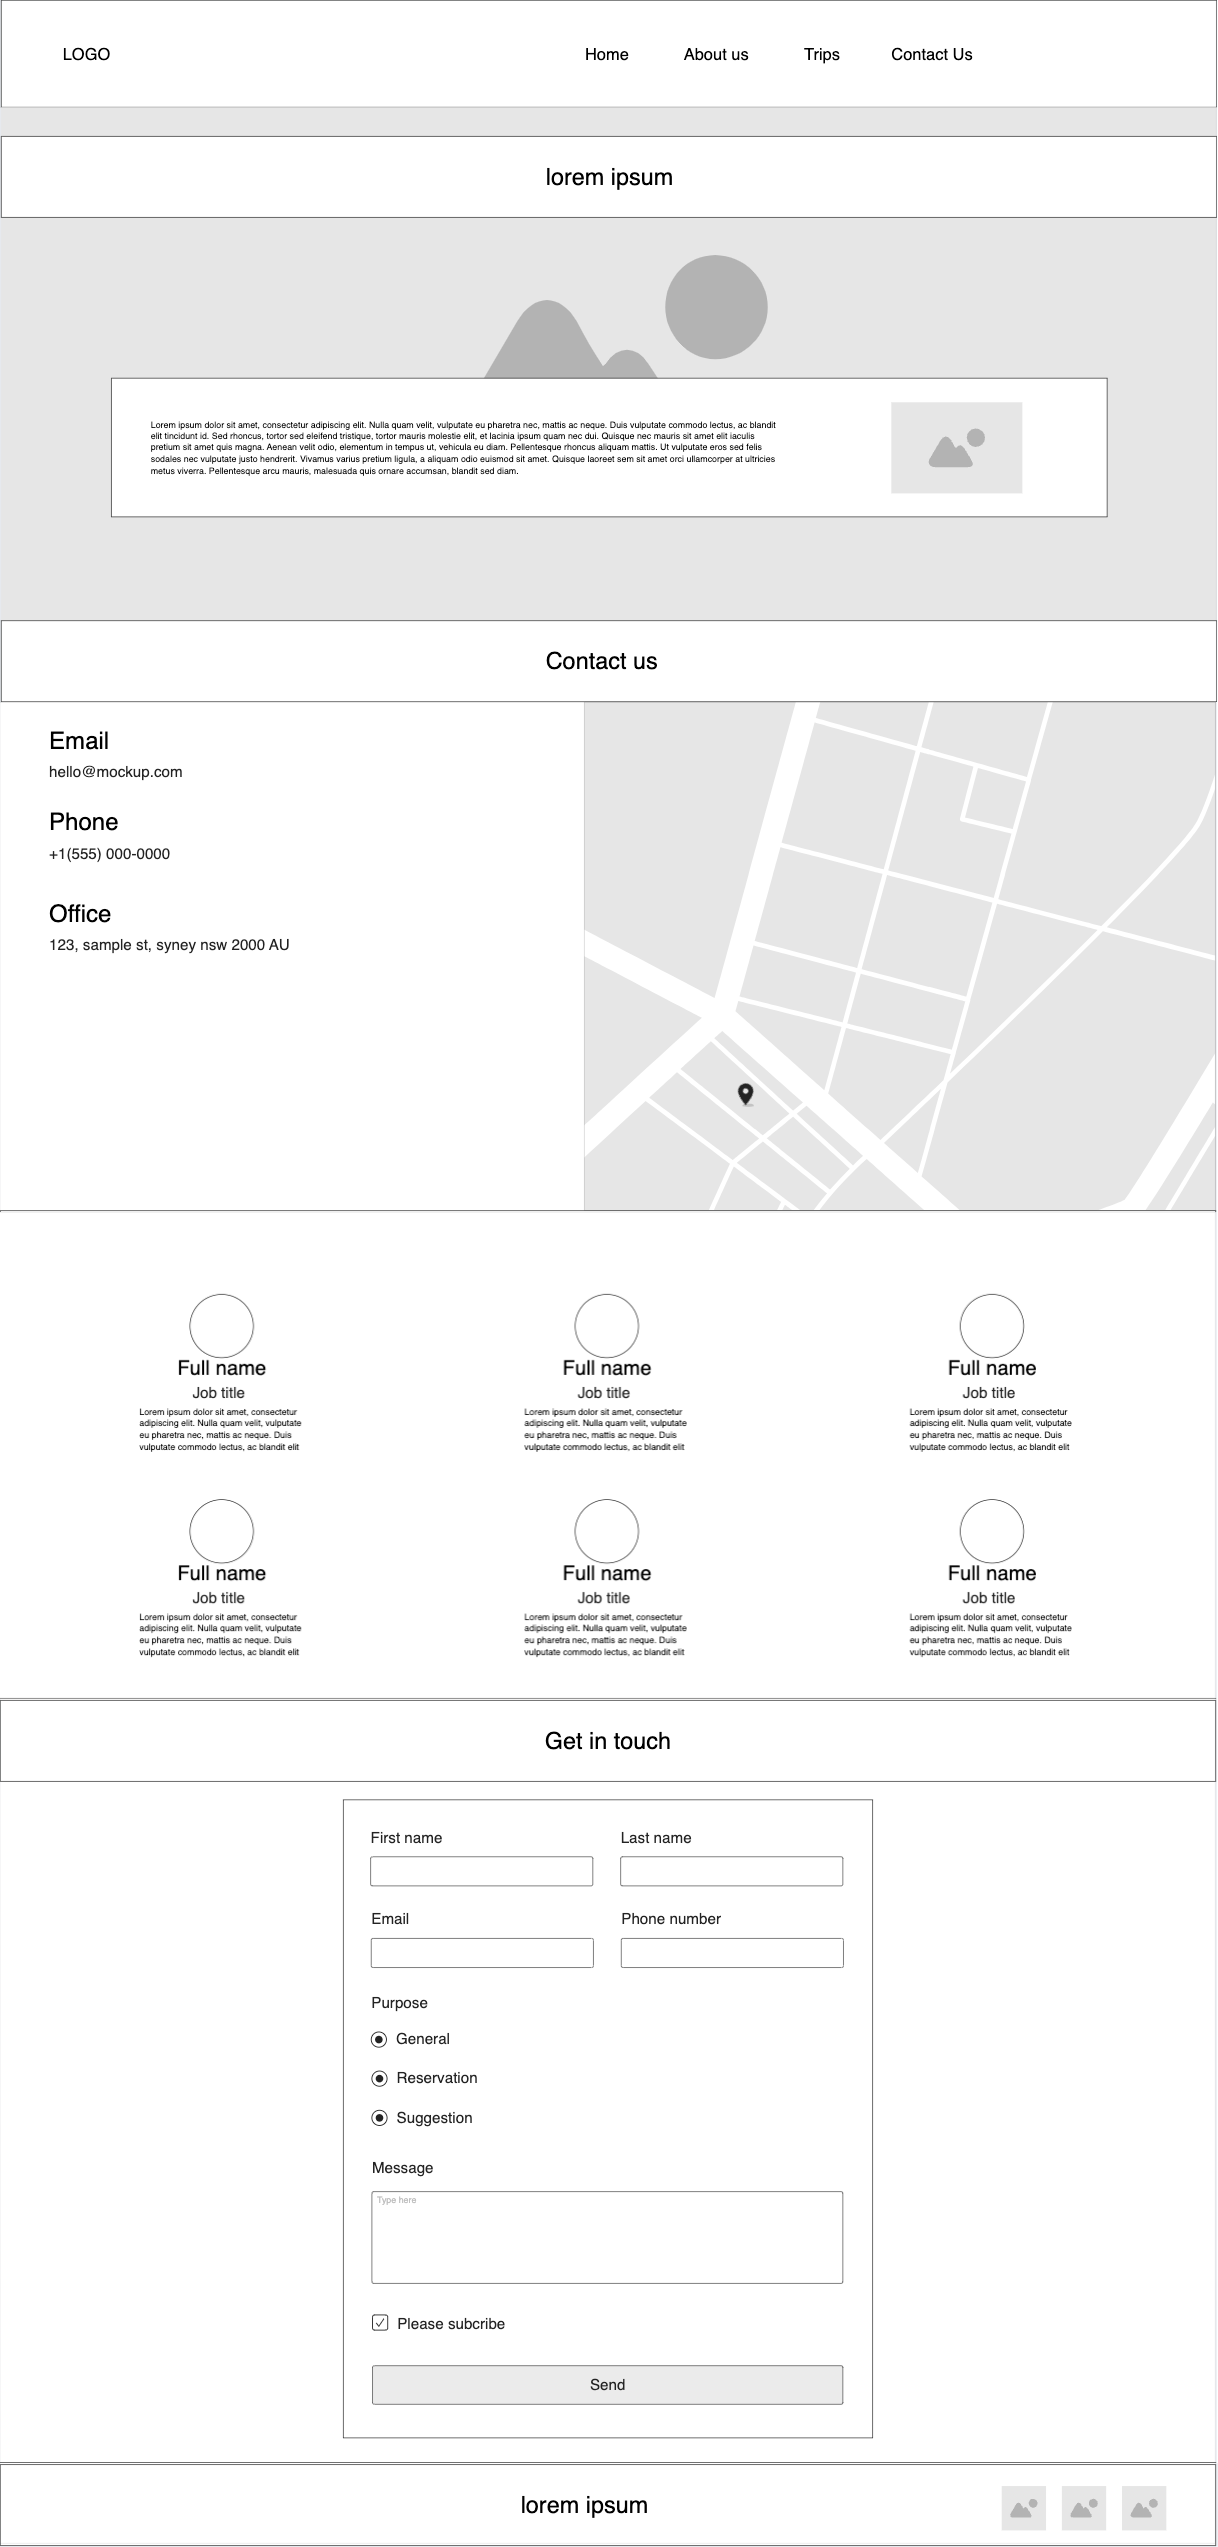 LOGO
Home About us Trips Contact Us
lorem ipsum
Lorem ipsum dolor sit amet, consectetur adipiscing elit. Nulla quam velit, vulputate eu pharetra nec, mattis ac neque. Duis vulputate commodo lectus, ac blandit
elit tincidunt id. Sed rhoncus, tortor sed eleifend tristique, tortor mauris molestie elit, et lacinia ipsum quam nec dui. Quisque nec mauris sit amet elit iaculis
pretium sit amet quis magna. Aenean velit odio, elementum in tempus ut, vehicula eu diam. Pellentesque rhoncus aliquam mattis. Ut vulputate eros sed felis
sodales nec vulputate justo hendrerit. Vivamus varius pretium ligula, a aliquam odio euismod sit amet. Quisque laoreet sem sit amet orci ullamcorper at ultricies
metus viverra. Pellentesque arcu mauris, malesuada quis ornare accumsan, blandit sed diam.
Contact us
Email
hello@mockup.com
Phone
+1(555) 000-0000
Office
123, sample st, syney nsw 2000 AU
Full name
Job title
Lorem ipsum dolor sit amet, consectetur
adipiscing elit. Nulla quam velit, vulputate
eu pharetra nec, mattis ac neque. Duis
vulputate commodo lectus, ac blandit elit
Full name
Job title
Lorem ipsum dolor sit amet, consectetur
adipiscing elit. Nulla quam velit, vulputate
eu pharetra nec, mattis ac neque. Duis
vulputate commodo lectus, ac blandit elit
Full name
Job title
Lorem ipsum dolor sit amet, consectetur
adipiscing elit. Nulla quam velit, vulputate
eu pharetra nec, mattis ac neque. Duis
vulputate commodo lectus, ac blandit elit
Full name
Job title
Lorem ipsum dolor sit amet, consectetur
adipiscing elit. Nulla quam velit, vulputate
eu pharetra nec, mattis ac neque. Duis
vulputate commodo lectus, ac blandit elit
Full name
Job title
Lorem ipsum dolor sit amet, consectetur
adipiscing elit. Nulla quam velit, vulputate
eu pharetra nec, mattis ac neque. Duis
vulputate commodo lectus, ac blandit elit
Full name
Job title
Lorem ipsum dolor sit amet, consectetur
adipiscing elit. Nulla quam velit, vulputate
eu pharetra nec, mattis ac neque. Duis
vulputate commodo lectus, ac blandit elit
Get in touch
First name Last name
Email Phone number
Purpose
General
Reservation
Suggestion
Message
Type here
Please subcribe
Send
lorem ipsum